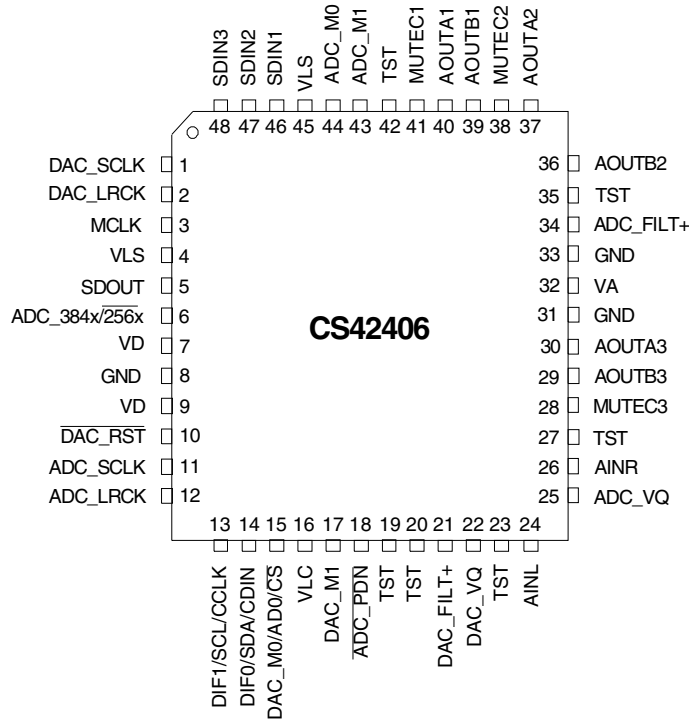 SDIN3
SDIN2
SDIN1
VLS
ADC_M0
ADC_M1
TST
MUTEC1
AOUTA1
AOUTB1
MUTEC2
AOUTA2
48 47 46 45 44 43 42 41 40 39 38 37
DAC_SCLK 1
DAC_LRCK 2
MCLK 3
VLS 4
SDOUT 5
ADC_384x/256x 6
VD 7
GND 8
VD 9
DAC_RST 10
ADC_SCLK 11
ADC_LRCK 12
CS42406
36 AOUTB2
35 TST
34 ADC_FILT+
33 GND
32 VA
31 GND
30 AOUTA3
29 AOUTB3
28 MUTEC3
27 TST
26 AINR
25 ADC_VQ
13 14 15 16 17 18 19 20 21 22 23 24
DIF1/SCL/CCLK
DIF0/SDA/CDIN
DAC_M0/AD0/CS
VLC
DAC_M1
ADC_PDN
TST
TST
DAC_FILT+
DAC_VQ
TST
AINL